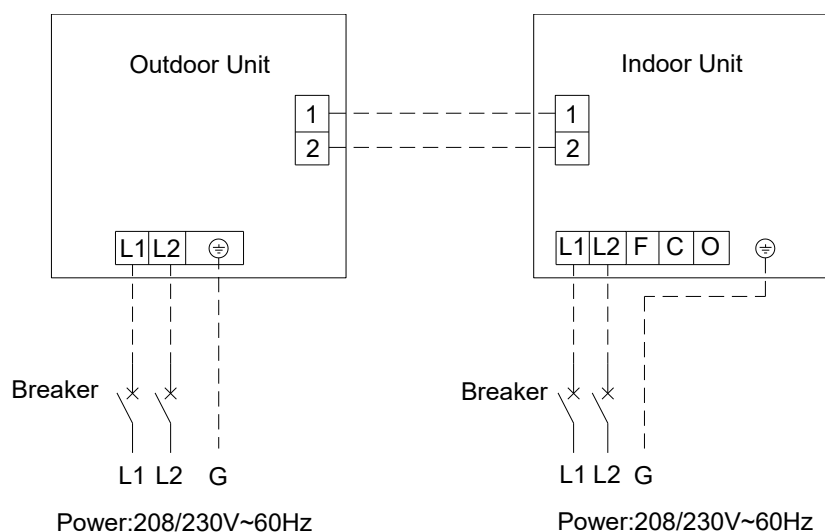 Outdoor Unit
Indoor Unit
1
1
2
2
L1 L2
L1 L2 F C O
Breaker
Breaker
L1 L2 G
L1 L2 G
Power:208/230V~60Hz
Power:208/230V~60Hz